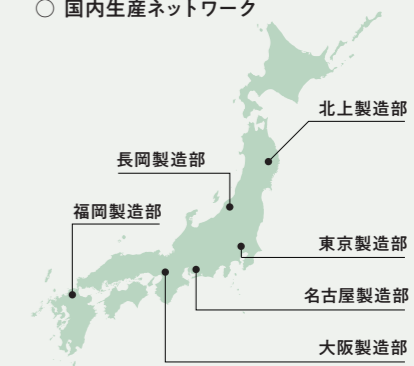 ○ 国内生産ネットワーク
北上製造部
長岡製造部
福岡製造部
東京製造部
名古屋製造部
大阪製造部